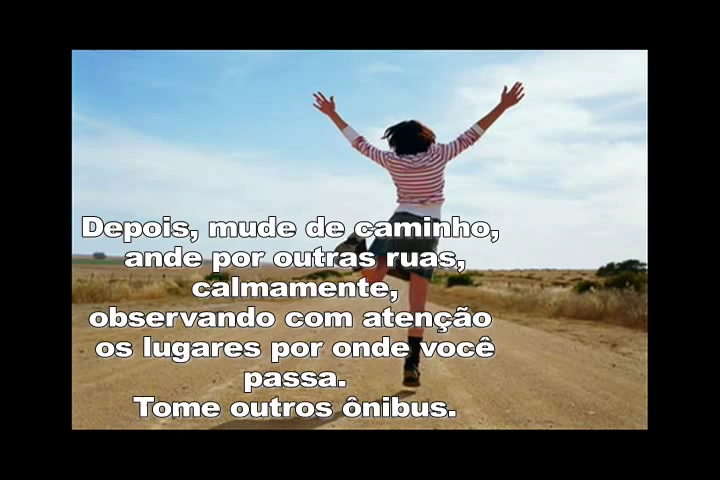 Depois, mude de caminho,
ande por outras ruas,
calmamente,
observando com atenção
os lugares por onde você
passa.
Tome outros ônibus.